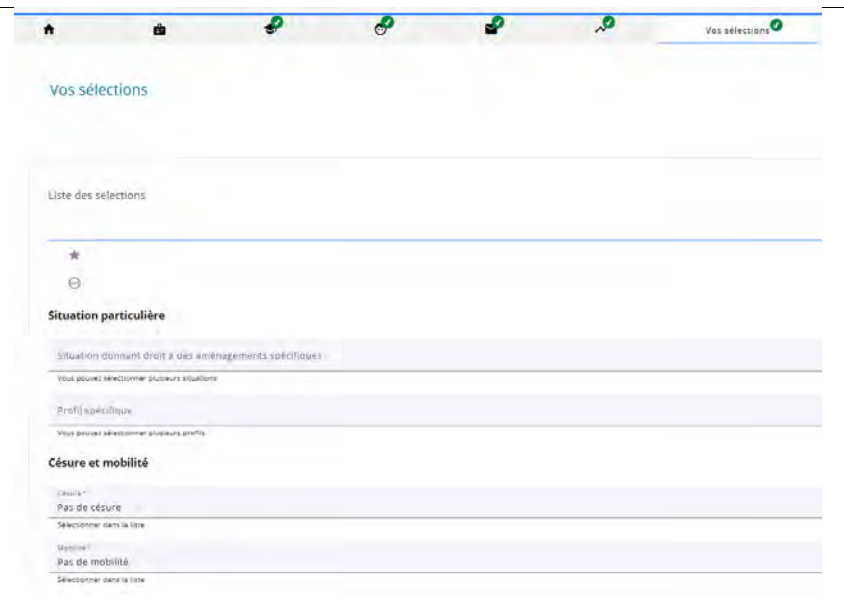 Vos sélections
Vos sélections
Liste des selections
Situation particulière
Situation donnant droit à des aménagements spécifiques
Vous pouvez sélectionner plusieurs situations
Profil spécifique
Vous pouvez sélectionner plusieurs profils
Césure et mobilité
Césure *
Pas de césure
Sélectionner dans la liste
Mobilité *
Pas de mobilité
Sélectionner dans la liste